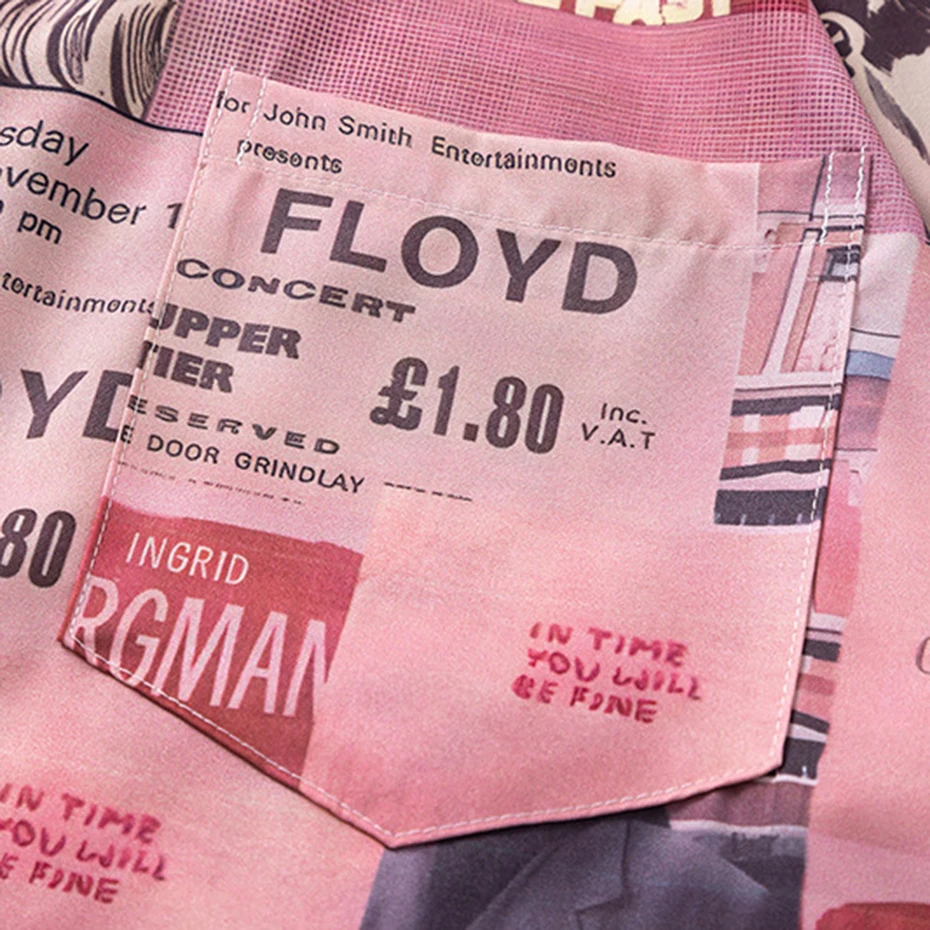 for John Smith Entertainments
presents
FLOYD
CONCERT
UPPER
TIER
£1.80 Inc.
V.A.T
ESERVED
E DOOR GRINDLAY
INGRID
RGMAN
IN TIME
YOU WILL
BE FINE
sday
vember 1
pm
tertainments
OYD
80
IN TIME
YOU WILL
BE FINE